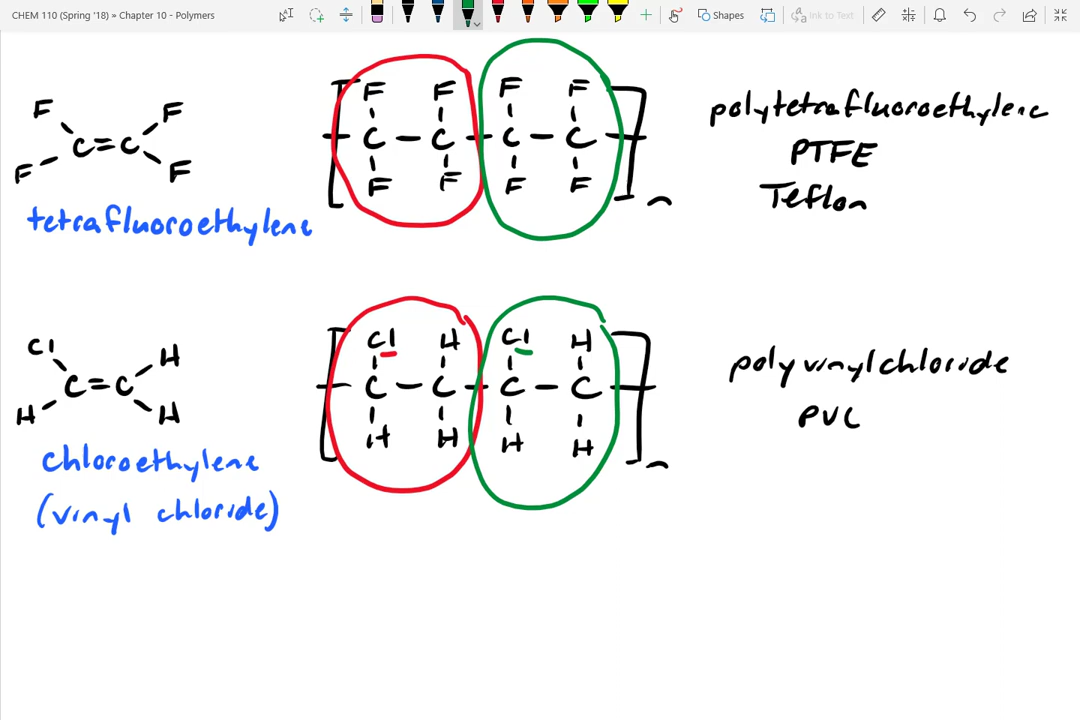 CHEM 110 (Spring '18) » Chapter 10 - Polymers
Shapes
Ink to Text
F F
C=C
F F
tetrafluoroethylene
F F F F
C - C - C - C
F F F F
n
polytetrafluoroethylene
PTFE
Teflon
Cl H
C=C
H H
chloroethylene
(vinyl chloride)
Cl H Cl H
C - C - C - C
H H H H
n
polyvinylchloride
PVC